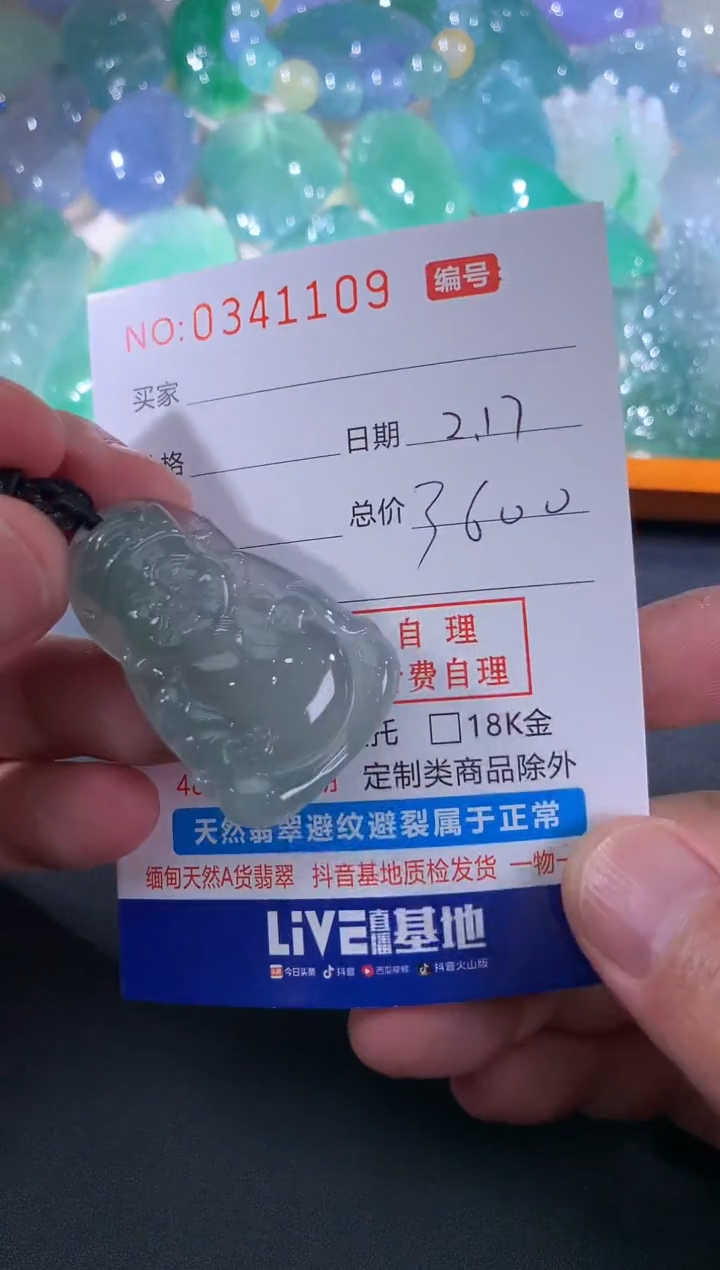 NO:0341109 编号
买家
格 日期 2.17
总价 3600
自理
费自理
托 □18K金
48 定制类商品除外
天然翡翠避纹避裂属于正常
缅甸天然A货翡翠 抖音基地质检发货 一物一
LiVE直播基地
头条 今日头条 抖音 西瓜视频 抖音火山版